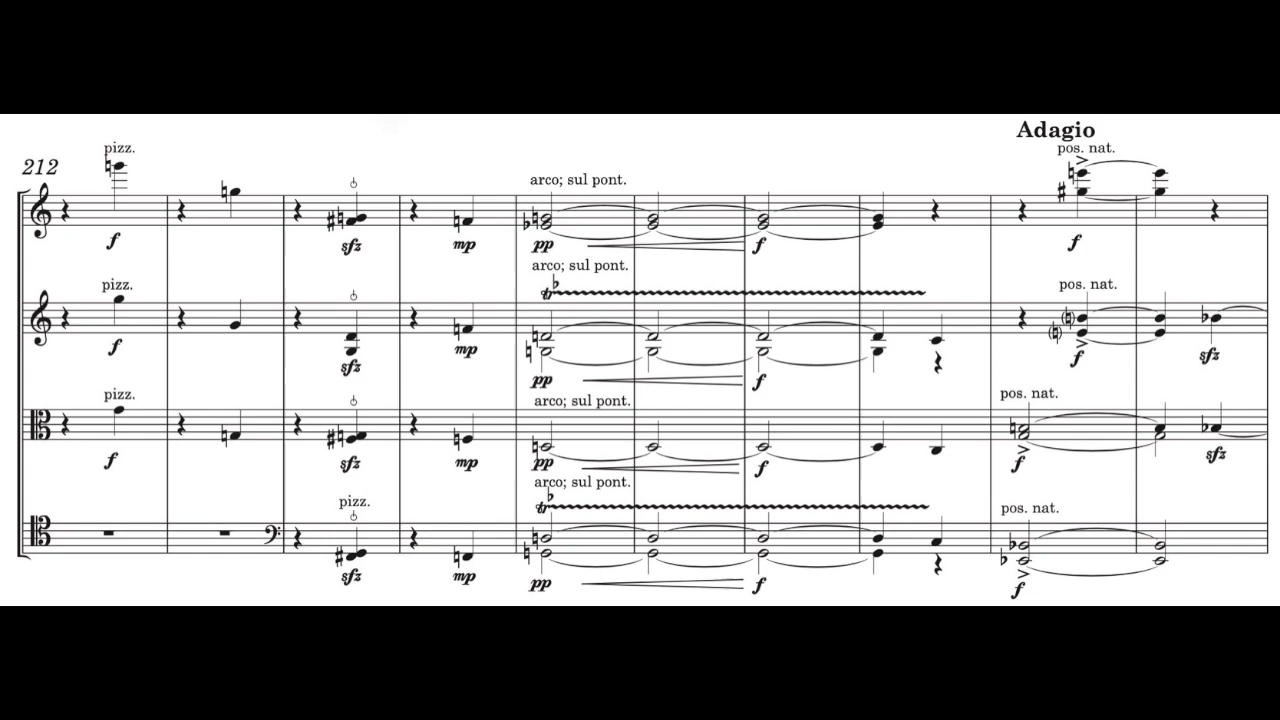 Adagio
pizz.
pos. nat.
212
arco; sul pont.
f
sfz
mp
pp
f
f
arco; sul pont.
pizz.
pos. nat.
tr
f
sfz
mp
pp
f
f
sfz
pizz.
arco; sul pont.
pos. nat.
f
sfz
mp
pp
f
f
sfz
arco; sul pont.
pizz.
pos. nat.
tr
sfz
mp
pp
f
f